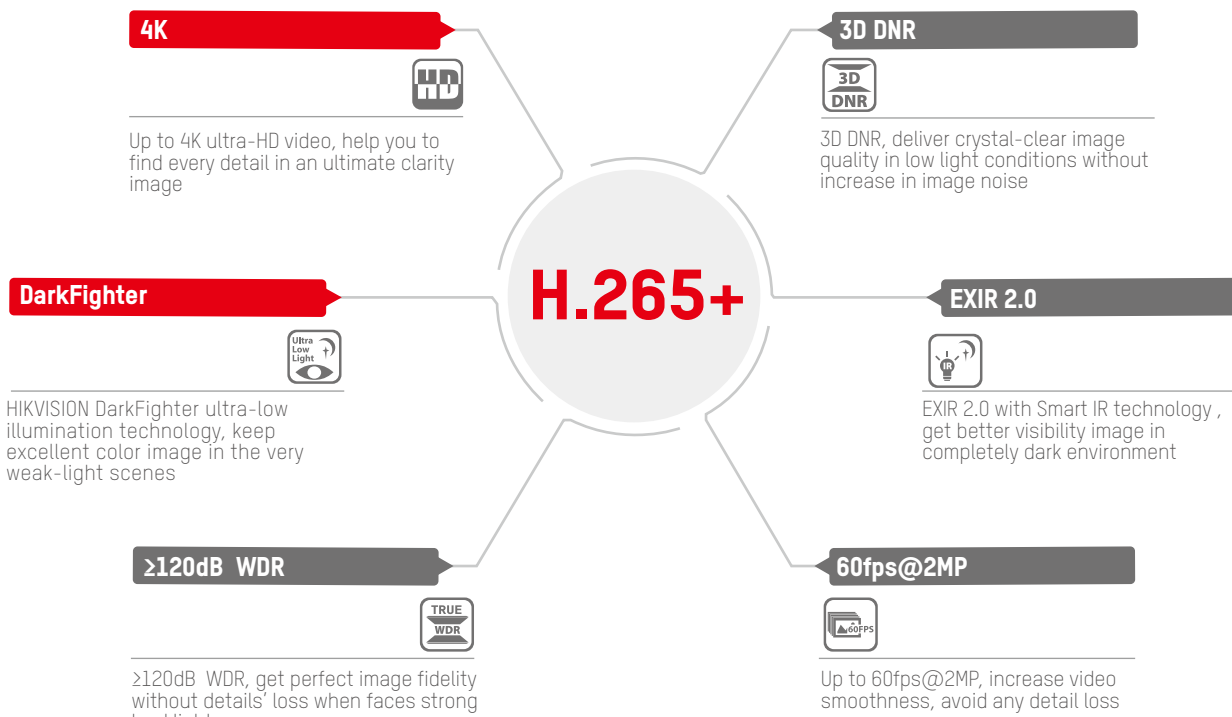 4K
HD
Up to 4K ultra-HD video, help you to
find every detail in an ultimate clarity
image
3D DNR
3D
DNR
3D DNR, deliver crystal-clear image
quality in low light conditions without
increase in image noise
H.265+
DarkFighter
Ultra
Low
Light
HIKVISION DarkFighter ultra-low
illumination technology, keep
excellent color image in the very
weak-light scenes
EXIR 2.0
IR
EXIR 2.0 with Smart IR technology ,
get better visibility image in
completely dark environment
≥120dB WDR
TRUE
WDR
≥120dB WDR, get perfect image fidelity
without details' loss when faces strong
60fps@2MP
60FPS
Up to 60fps@2MP, increase video
smoothness, avoid any detail loss